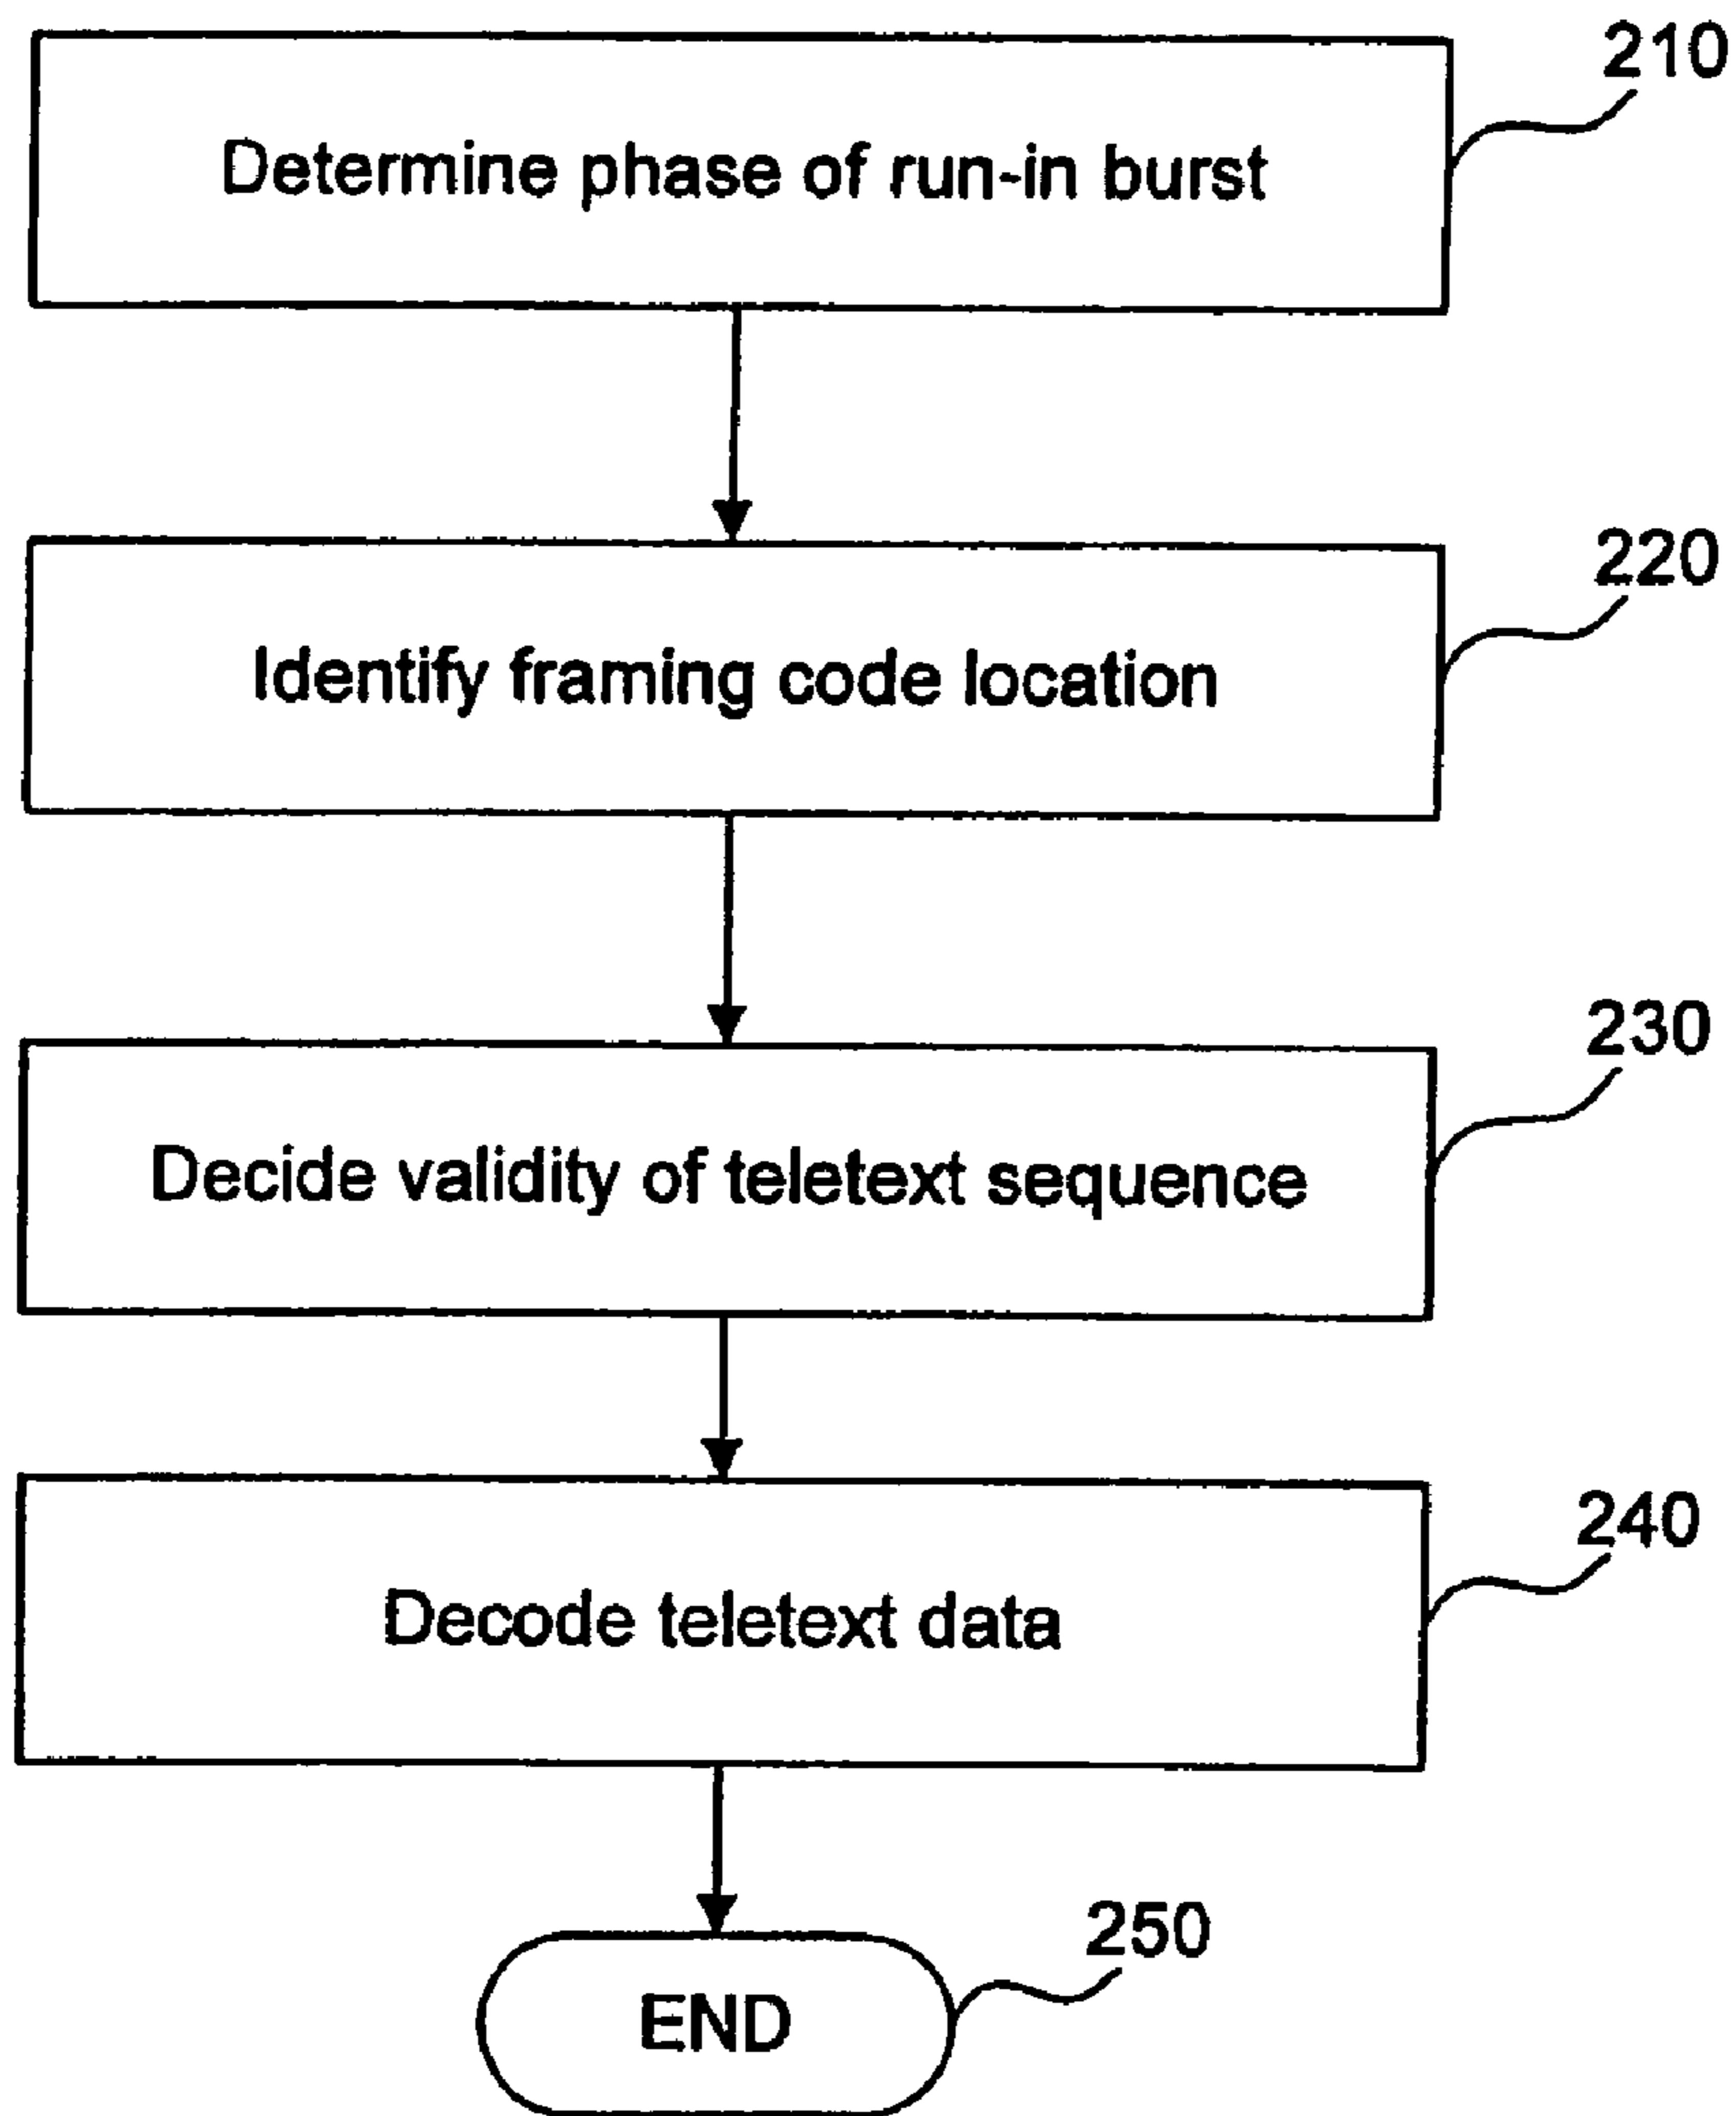 210
Determine phase of run-in burst
220
Identify framing code location
230
Decide validity of teletext sequence
240
Decode teletext data
250
END